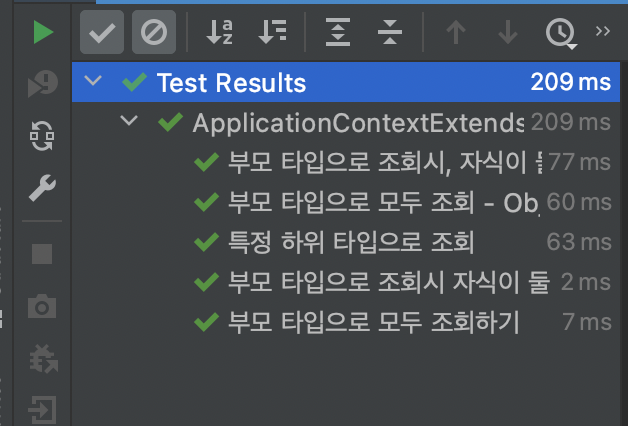 Test Results 209 ms
ApplicationContextExtends 209 ms
부모 타입으로 조회시, 자식이 77 ms
부모 타입으로 모두 조회 - Ob 60 ms
특정 하위 타입으로 조회 63 ms
부모 타입으로 조회시 자식이 둘 2 ms
부모 타입으로 모두 조회하기 7 ms